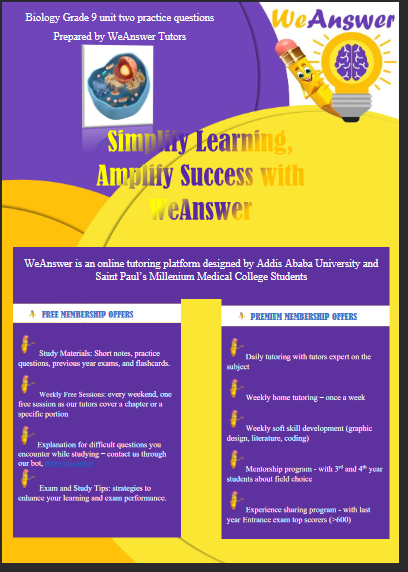 Biology Grade 9 unit two practice questions
Prepared by WeAnswer Tutors
WeAnswer
Simplify Learning,
Amplify Success with
WeAnswer
WeAnswer is an online tutoring platform designed by Addis Ababa University and
Saint Paul's Millenium Medical College Students
FREE MEMBERSHIP OFFERS
Study Materials: Short notes, practice
questions, previous year exams, and flashcards.
Weekly Free Sessions: every weekend, one
free session as our tutors cover a chapter or a
specific portion
Explanation for difficult questions you
encounter while studying – contact us through
our bot,
Exam and Study Tips: strategies to
enhance your learning and exam performance.
PREMIUM MEMBERSHIP OFFERS
Daily tutoring with tutors expert on the
subject
Weekly home tutoring – once a week
Weekly soft skill development (graphic
design, literature, coding)
Mentorship program - with 3rd and 4th year
students about field choice
Experience sharing program - with last
year Entrance exam top scorers (>600)